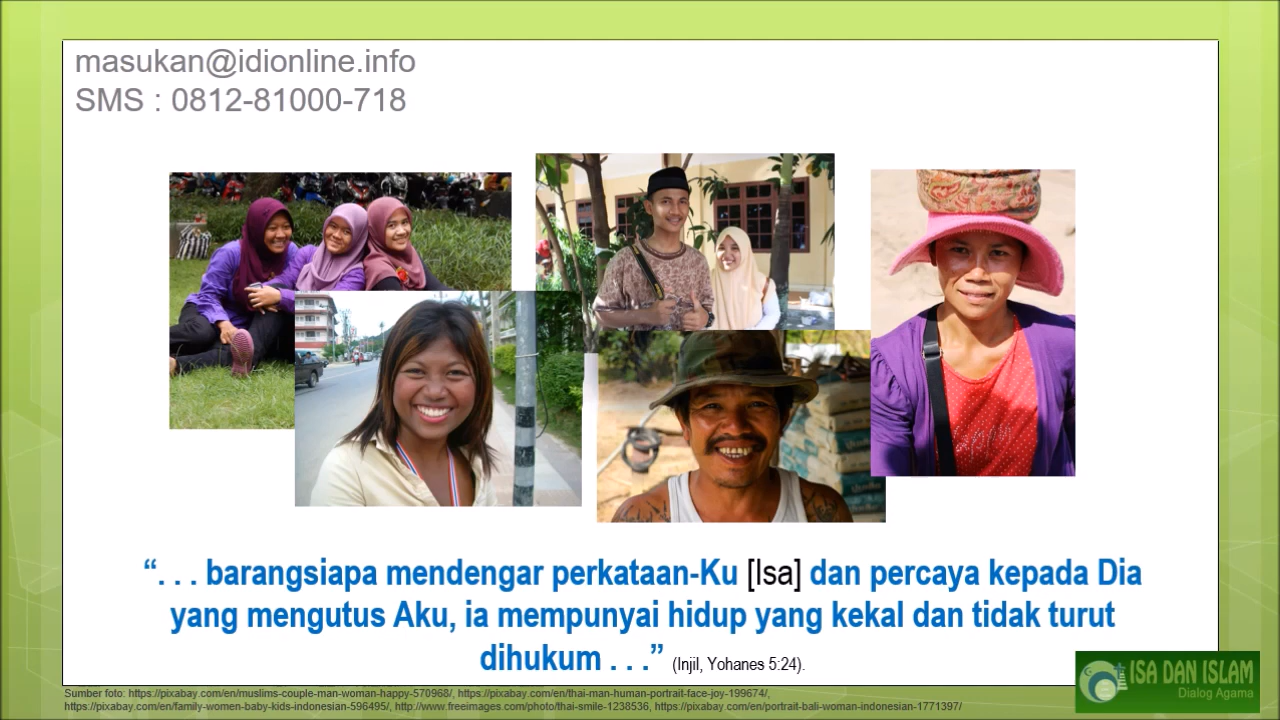 masukan@idionline.info
SMS : 0812-81000-718
“. . . barangsiapa mendengar perkataan-Ku [Isa] dan percaya kepada Dia
yang mengutus Aku, ia mempunyai hidup yang kekal dan tidak turut
dihukum . . .” (Injil, Yohanes 5:24).
ISA DAN ISLAM
Dialog Agama
Sumber foto: https://pixabay.com/en/muslims-couple-man-woman-happy-570968/, https://pixabay.com/en/thai-man-human-portrait-face-joy-199674/,
https://pixabay.com/en/family-women-baby-kids-indonesian-596495/, http://www.freeimages.com/photo/thai-smile-1238536, https://pixabay.com/en/portrait-bali-woman-indonesian-1771397/